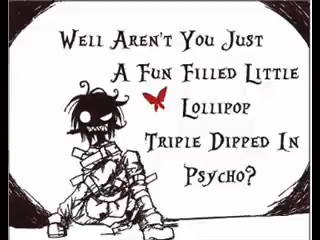 Well Aren't You Just
A Fun Filled Little
Lollipop
Triple Dipped In
Psycho?